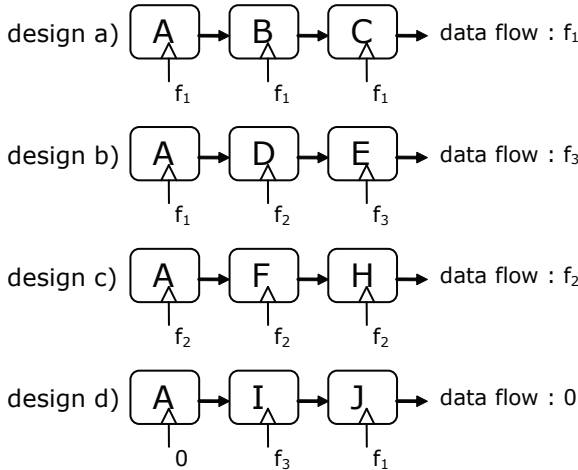 design a) A B C data flow : f₁
f₁ f₁ f₁
design b) A D E data flow : f₃
f₁ f₂ f₃
design c) A F H data flow : f₂
f₂ f₂ f₂
design d) A I J data flow : 0
0 f₃ f₁